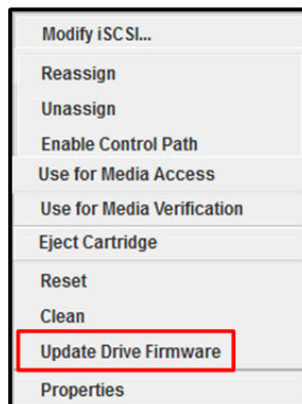 Modify iSCSI...
Reassign
Unassign
Enable Control Path
Use for Media Access
Use for Media Verification
Eject Cartridge
Reset
Clean
Update Drive Firmware
Properties